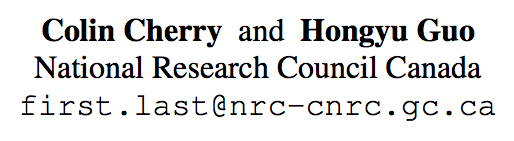 Colin Cherry and Hongyu Guo
National Research Council Canada
first.last@nrc-cnrc.gc.ca